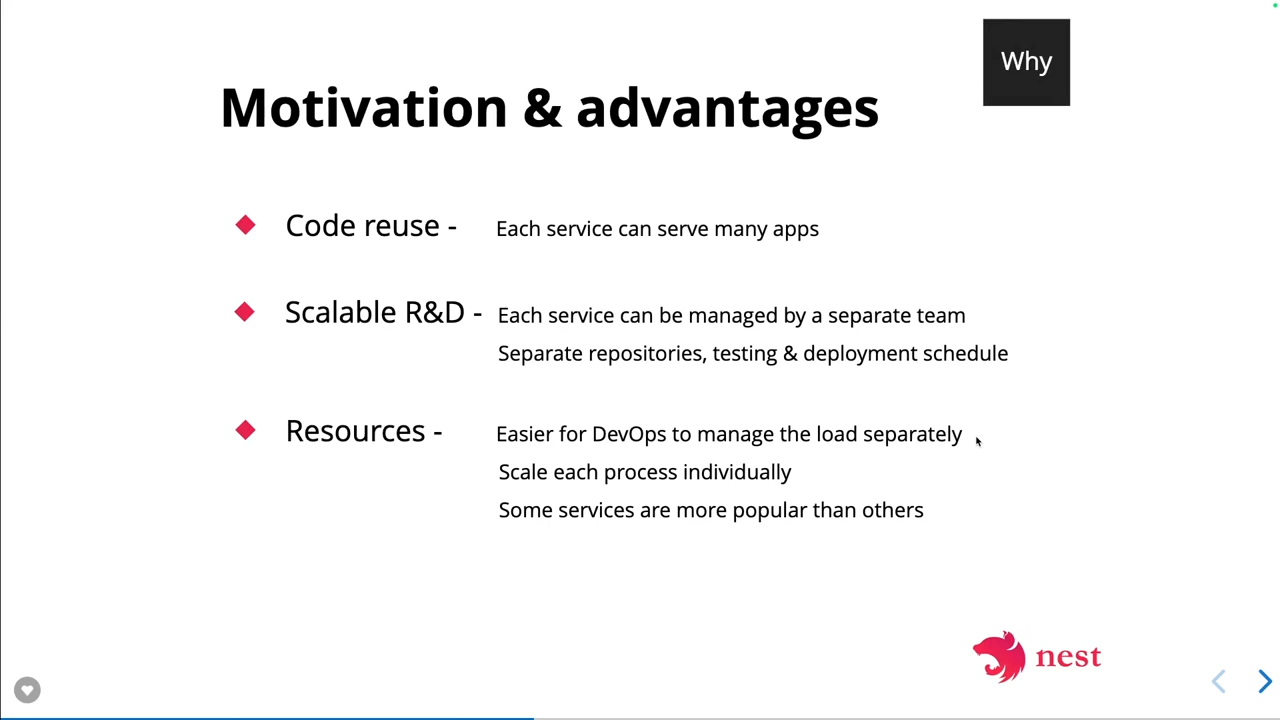 Why
Motivation & advantages
Code reuse - Each service can serve many apps
Scalable R&D - Each service can be managed by a separate team
Separate repositories, testing & deployment schedule
Resources - Easier for DevOps to manage the load separately
Scale each process individually
Some services are more popular than others
nest